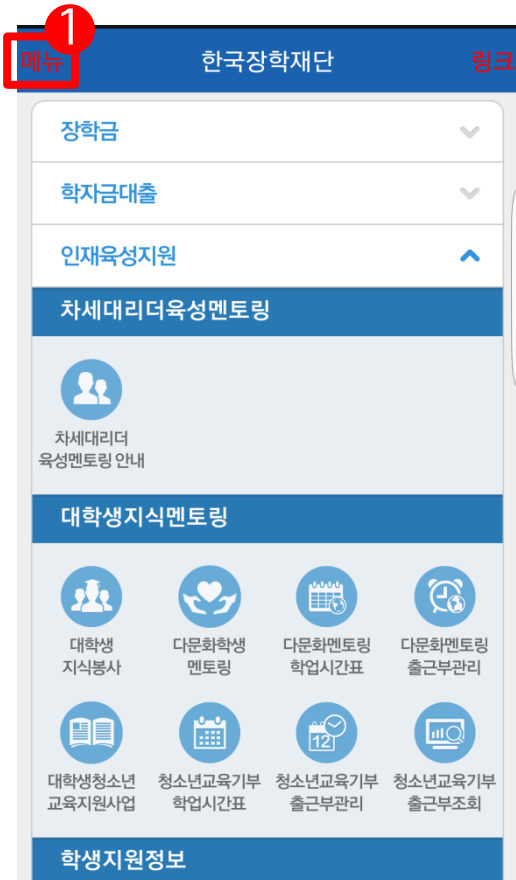 1
메뉴 한국장학재단 링크
장학금
학자금대출
인재육성지원
차세대리더육성멘토링
차세대리더
육성멘토링 안내
대학생지식멘토링
대학생
지식봉사
다문화학생
멘토링
다문화멘토링
학업시간표
다문화멘토링
출근부관리
대학생청소년
교육지원사업
청소년교육기부
학업시간표
12
청소년교육기부
출근부관리
청소년교육기부
출근부조회
학생지원정보